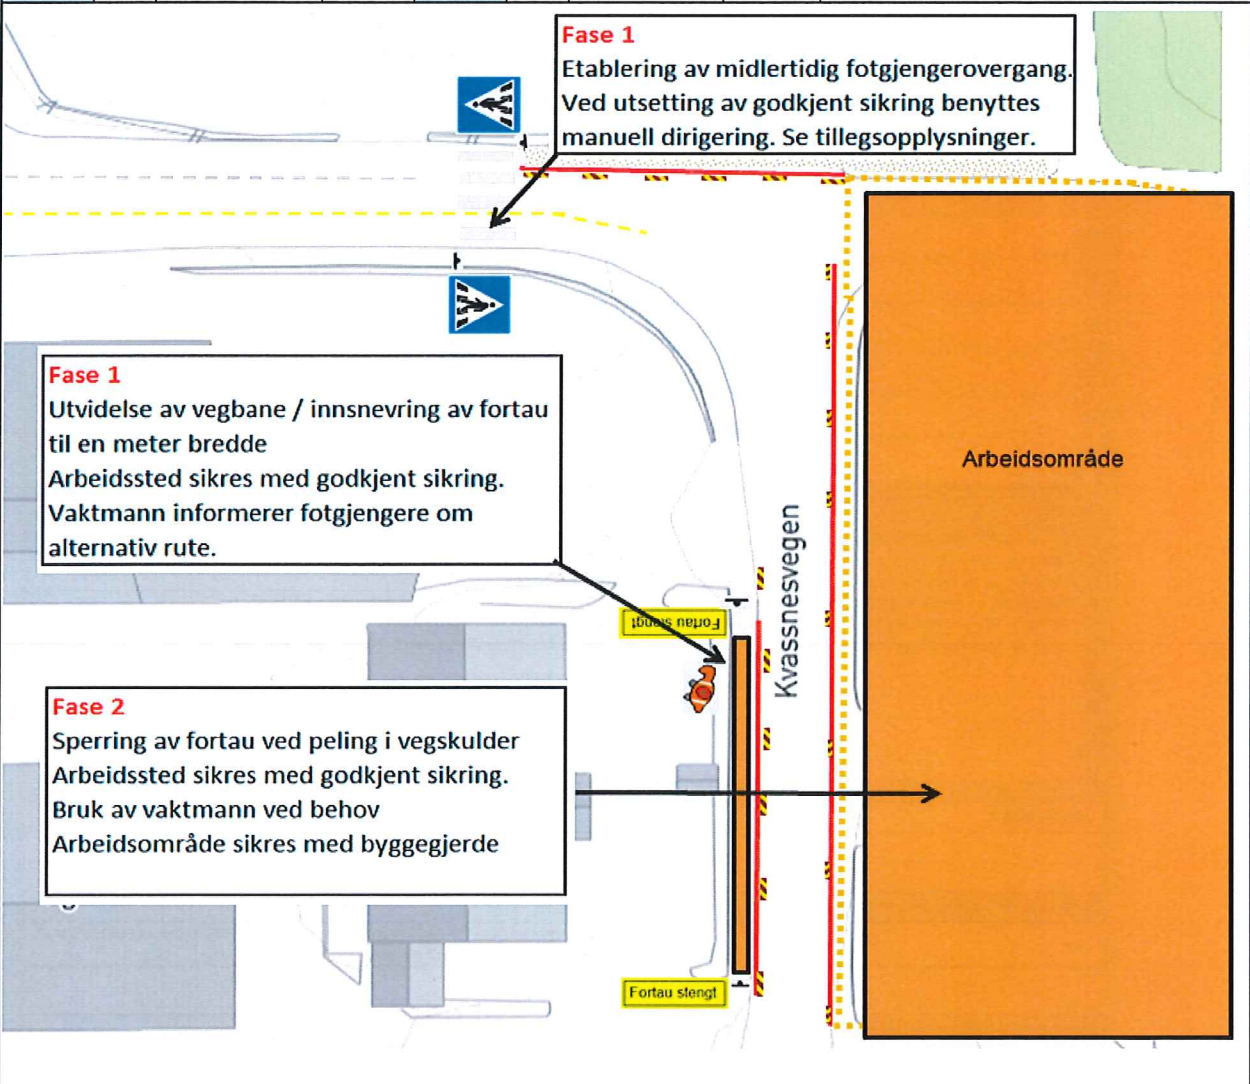 Fase 1
Etablering av midlertidig fotgjengerovergang.
Ved utsetting av godkjent sikring benyttes
manuell dirigering. Se tillegsopplysninger.
Fase 1
Utvidelse av vegbane / innsnevring av fortau
til en meter bredde
Arbeidssted sikres med godkjent sikring.
Vaktmann informerer fotgjengere om
alternativ rute.
Arbeidsområde
Kvassnesvegen
Fortau stengt
Fase 2
Sperring av fortau ved peling i vegskulder
Arbeidssted sikres med godkjent sikring.
Bruk av vaktmann ved behov
Arbeidsområde sikres med byggegjerde
Fortau stengt